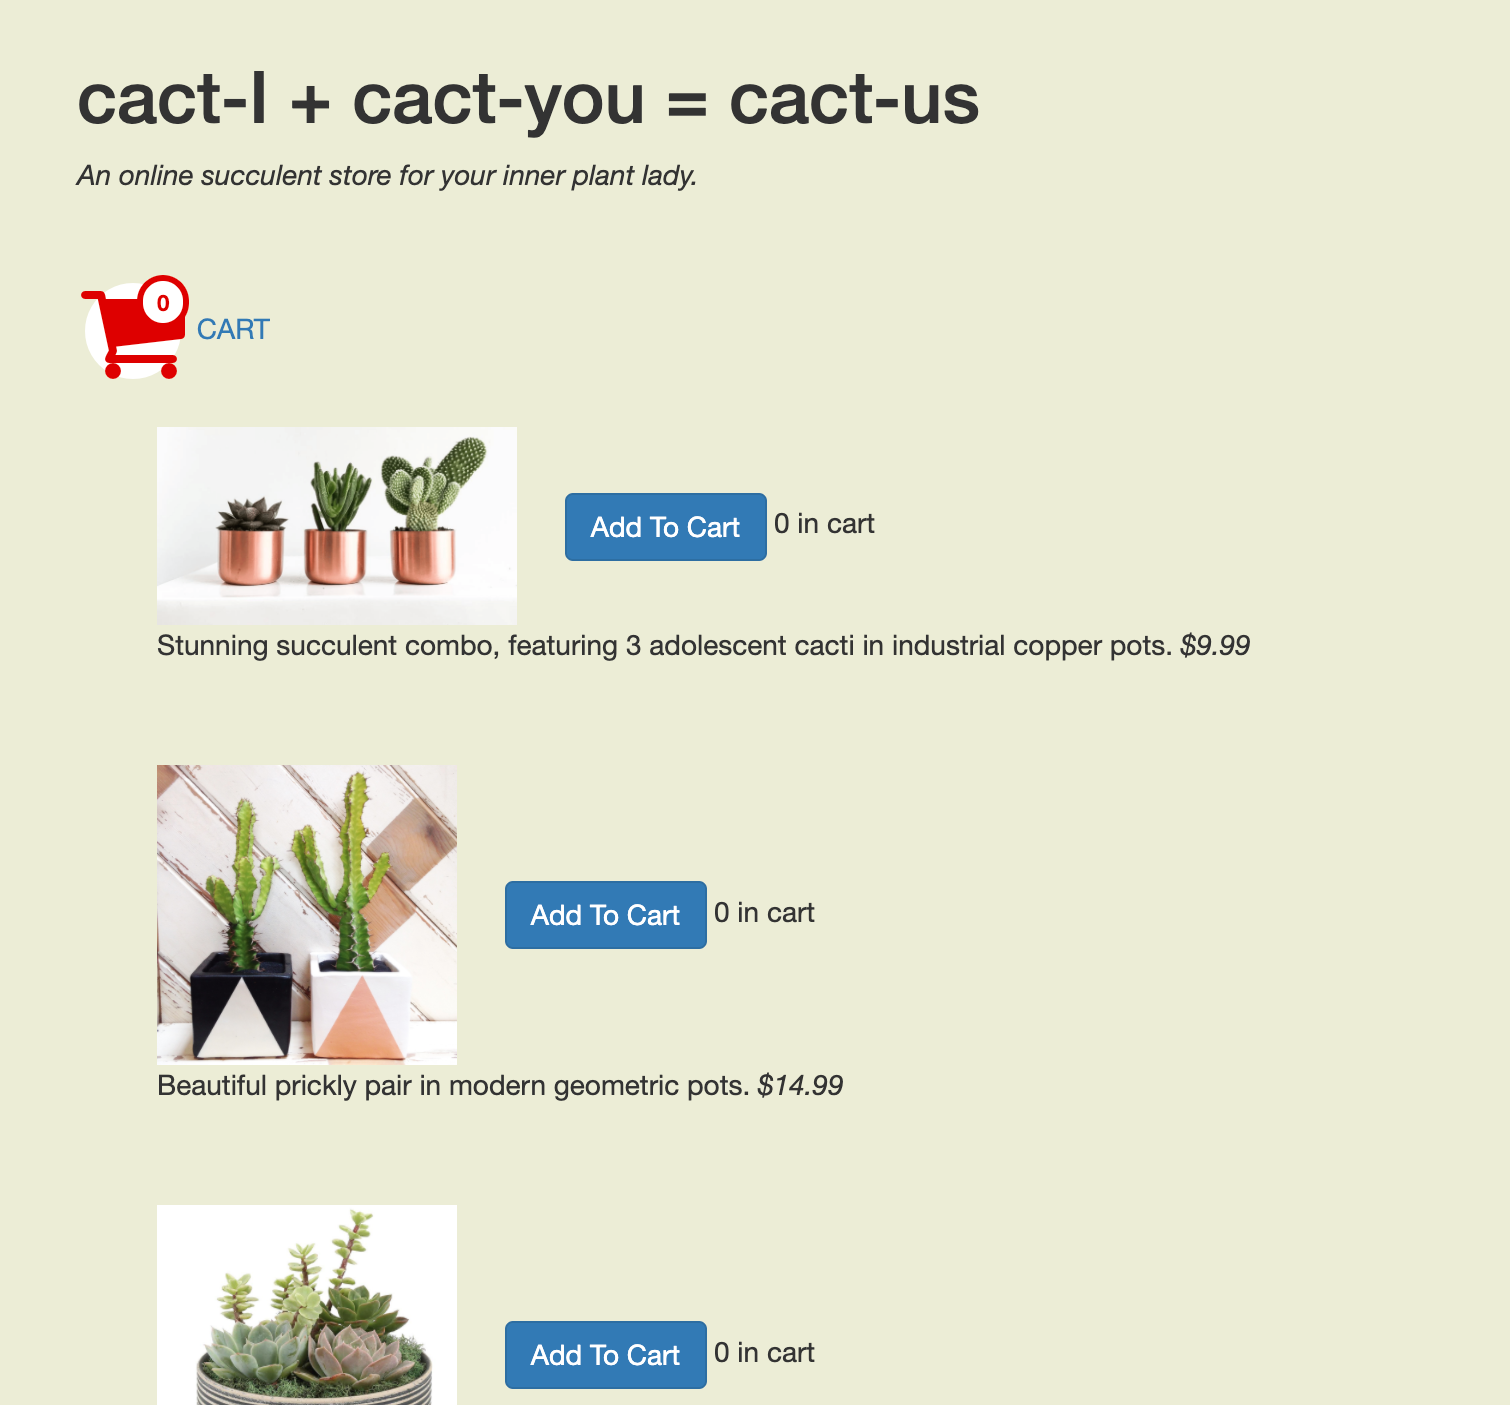 cact-I + cact-you = cact-us
An online succulent store for your inner plant lady.
0
CART
Add To Cart 0 in cart
Stunning succulent combo, featuring 3 adolescent cacti in industrial copper pots. $9.99
Add To Cart 0 in cart
Beautiful prickly pair in modern geometric pots. $14.99
Add To Cart 0 in cart